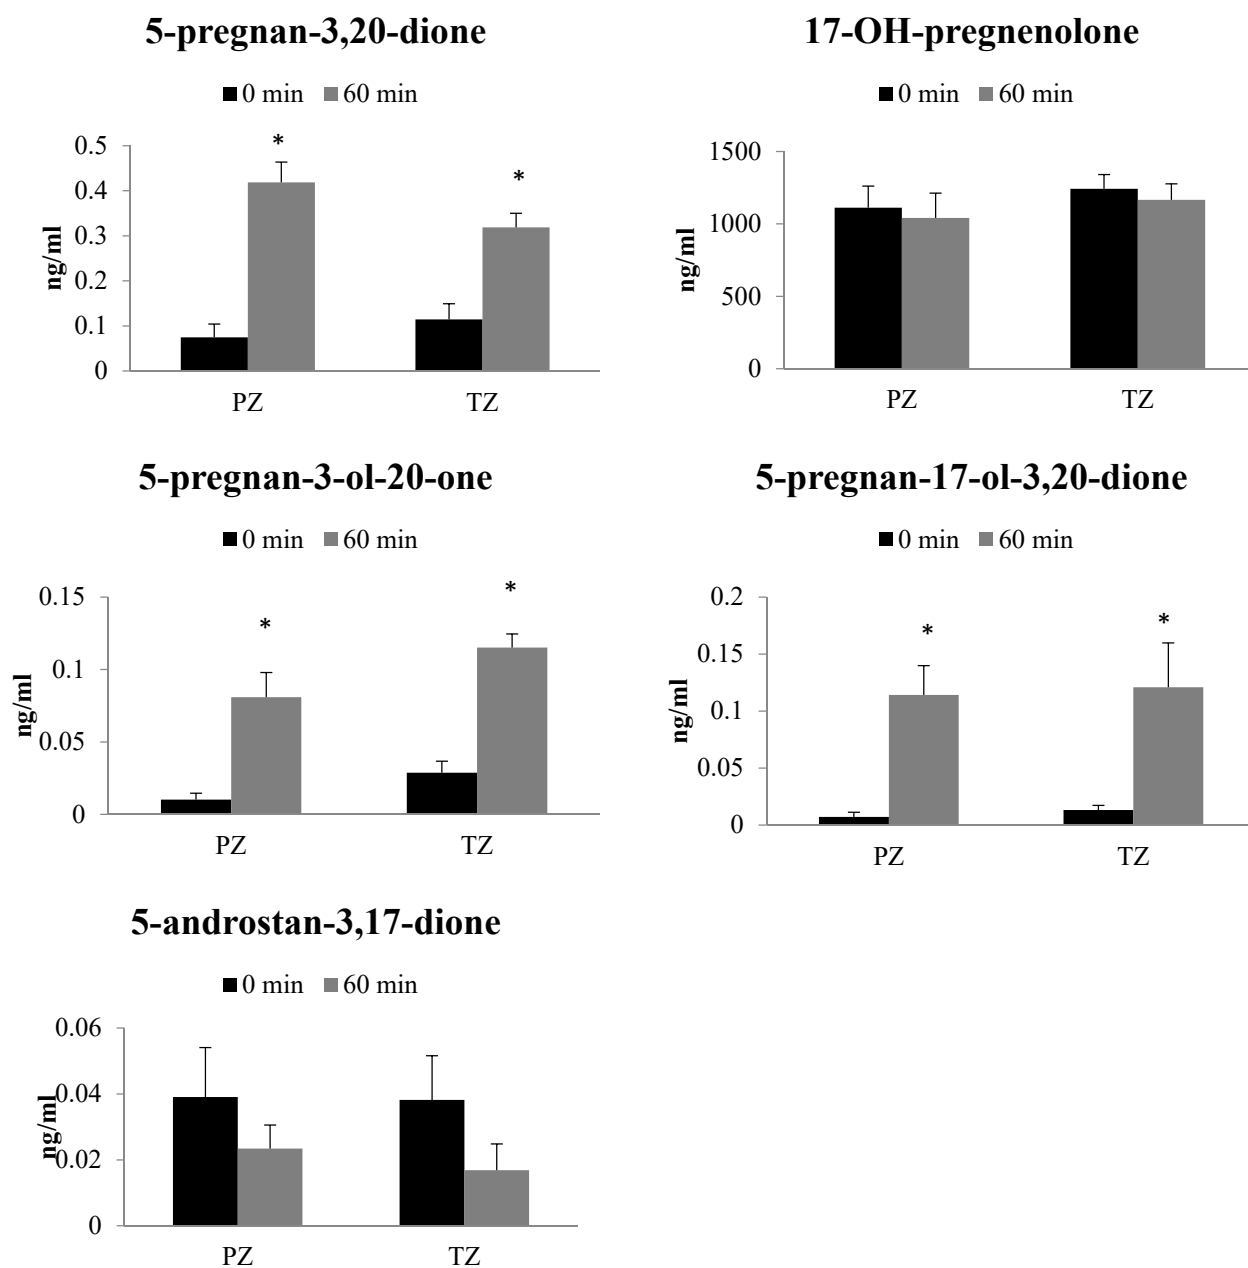 5-pregnan-3,20-dione
0 min 60 min
0.5
0.4
0.3
0.2
0.1
0
ng/ml
*
*
PZ TZ
17-OH-pregnenolone
0 min 60 min
1500
1000
500
0
ng/ml
PZ TZ
5-pregnan-3-ol-20-one
0 min 60 min
0.15
0.1
0.05
0
ng/ml
*
*
PZ TZ
5-pregnan-17-ol-3,20-dione
0 min 60 min
0.2
0.15
0.1
0.05
0
ng/ml
*
*
PZ TZ
5-androstan-3,17-dione
0 min 60 min
0.06
0.04
0.02
0
ng/ml
PZ TZ